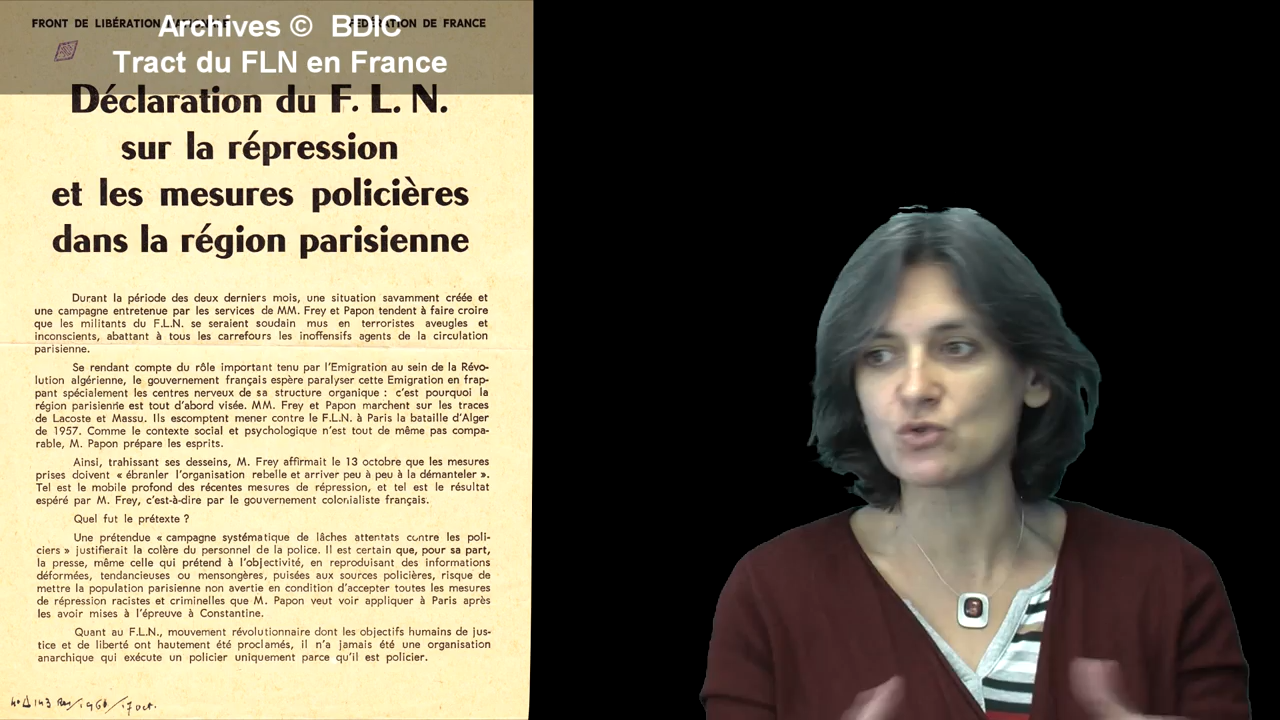 FRONT DE LIBÉRATION NATIONALE FÉDÉRATION DE FRANCE
Archives © BDIC
Tract du FLN en France
Déclaration du F. L. N.
sur la répression
et les mesures policières
dans la région parisienne
Durant la période des deux derniers mois, une situation savamment créée et
une campagne entretenue par les services de MM. Frey et Papon tendent à faire croire
que les militants du F.L.N. se seraient soudain mus en terroristes aveugles et
inconscients, abattant à tous les carrefours les inoffensifs agents de la circulation
parisienne.
Se rendant compte du rôle important tenu par l'Emigration au sein de la Révo-
lution algérienne, le gouvernement français espère paralyser cette Emigration en frap-
pant spécialement les centres nerveux de sa structure organique : c'est pourquoi la
région parisienne est tout d'abord visée. MM. Frey et Papon marchent sur les traces
de Lacoste et Massu. Ils escomptent mener contre le F.L.N. à Paris la bataille d'Alger
de 1957. Comme le contexte social et psychologique n'est tout de même pas compa-
rable, M. Papon prépare les esprits.
Ainsi, trahissant ses desseins, M. Frey affirmait le 13 octobre que les mesures
prises doivent « ébranler l'organisation rebelle et arriver peu à peu à la démanteler ».
Tel est le mobile profond des récentes mesures de répression, et tel est le résultat
espéré par M. Frey, c'est-à-dire par le gouvernement colonialiste français.
Quel fut le prétexte ?
Une prétendue « campagne systématique de lâches attentats contre les poli-
ciers » justifierait la colère du personnel de la police. Il est certain que, pour sa part,
la presse, même celle qui prétend à l'objectivité, en reproduisant des informations
déformées, tendancieuses ou mensongères, puisées aux sources policières, risque de
mettre la population parisienne non avertie en condition d'accepter toutes les mesures
de répression racistes et criminelles que M. Papon veut voir appliquer à Paris après
les avoir mises à l'épreuve à Constantine.
Quant au F.L.N., mouvement révolutionnaire dont les objectifs humains de jus-
tice et de liberté ont hautement été proclamés, il n'a jamais été une organisation
anarchique qui exécute un policier uniquement parce qu'il est policier.
143 17 oct.